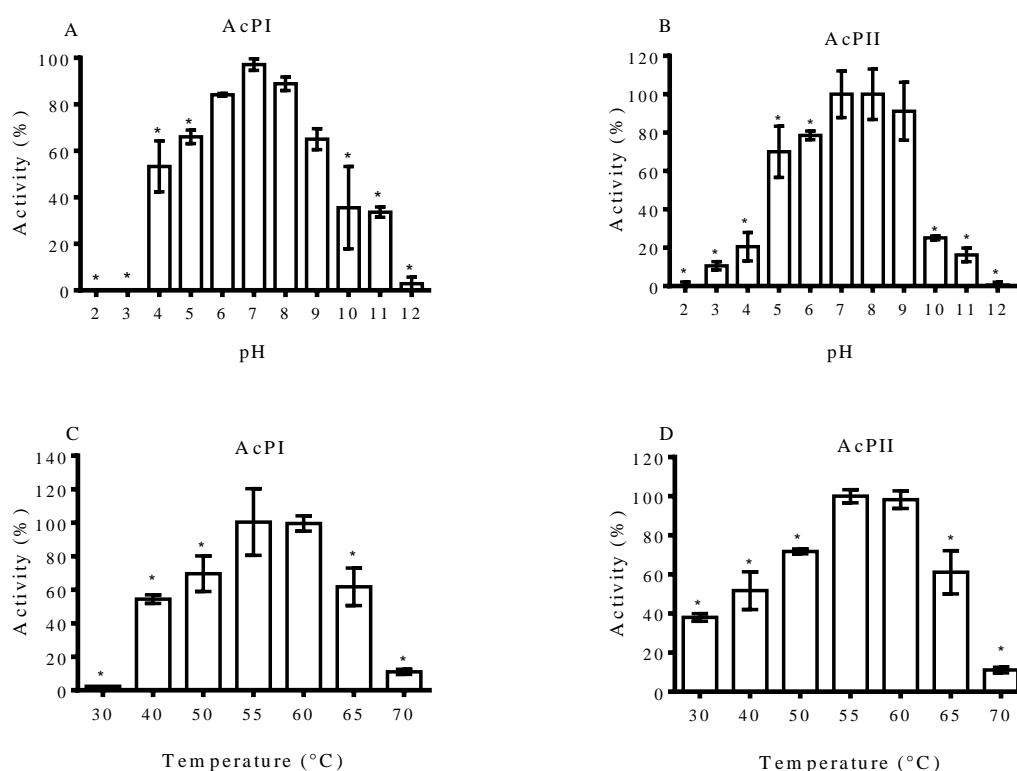 A
AcPI
Activity (%)
100
80
60
40
20
0
* * * * * * *
2 3 4 5 6 7 8 9 10 11 12
pH
B
AcPII
Activity (%)
120
100
80
60
40
20
0
* * * * * * * *
2 3 4 5 6 7 8 9 10 11 12
pH
C
AcPI
Activity (%)
140
120
100
80
60
40
20
0
* * * * *
30 40 50 55 60 65 70
Temperature (°C)
D
AcPII
Activity (%)
120
100
80
60
40
20
0
* * * * *
30 40 50 55 60 65 70
Temperature (°C)